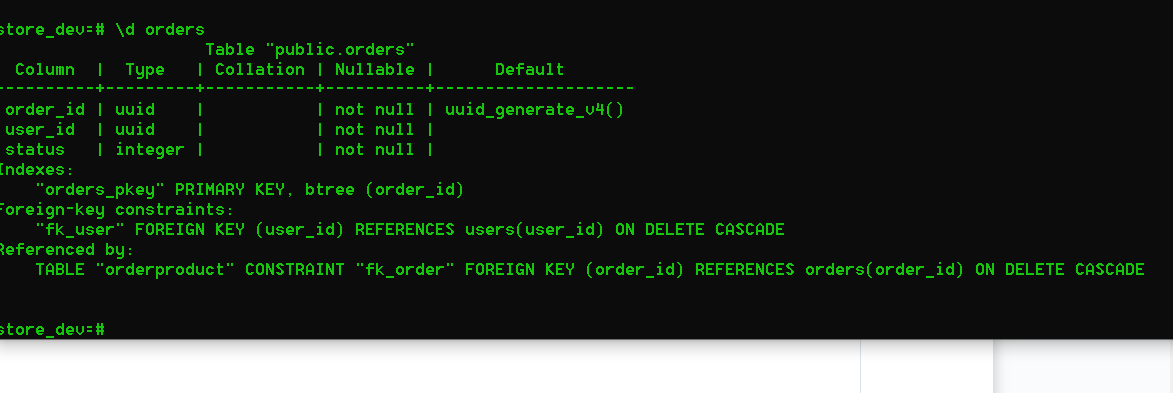 store_dev=# \d orders
Table "public.orders"
Column | Type | Collation | Nullable | Default
----------+---------+-----------+----------+--------------------
order_id | uuid | | not null | uuid_generate_v4()
user_id | uuid | | not null |
status | integer | | not null |
Indexes:
"orders_pkey" PRIMARY KEY, btree (order_id)
Foreign-key constraints:
"fk_user" FOREIGN KEY (user_id) REFERENCES users(user_id) ON DELETE CASCADE
Referenced by:
TABLE "orderproduct" CONSTRAINT "fk_order" FOREIGN KEY (order_id) REFERENCES orders(order_id) ON DELETE CASCADE
store_dev=#